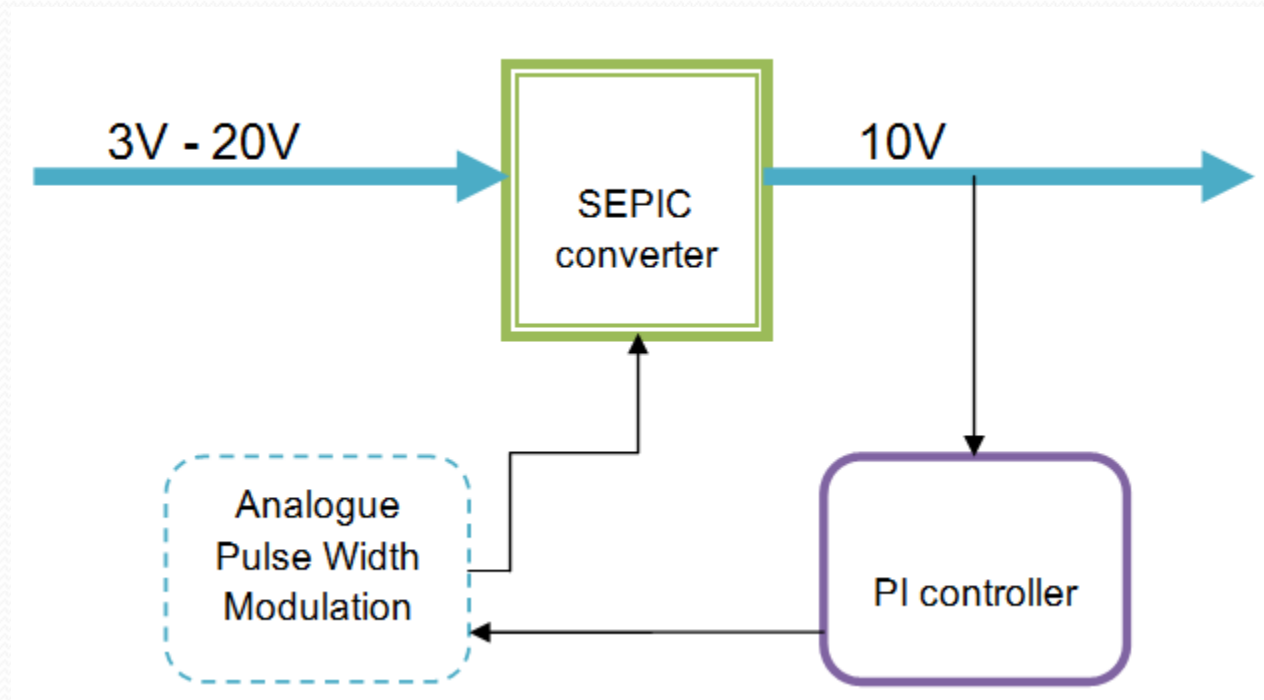 3V - 20V
10V
SEPIC
converter
Analogue
Pulse Width
Modulation
PI controller